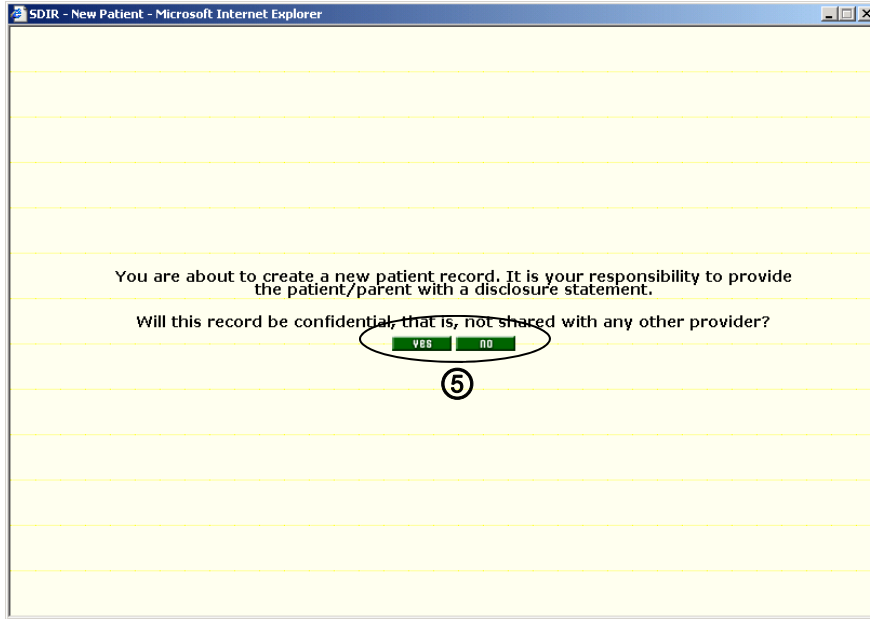 SDIR - New Patient - Microsoft Internet Explorer
You are about to create a new patient record. It is your responsibility to provide
the patient/parent with a disclosure statement.
Will this record be confidential, that is, not shared with any other provider?
yes no
⑤